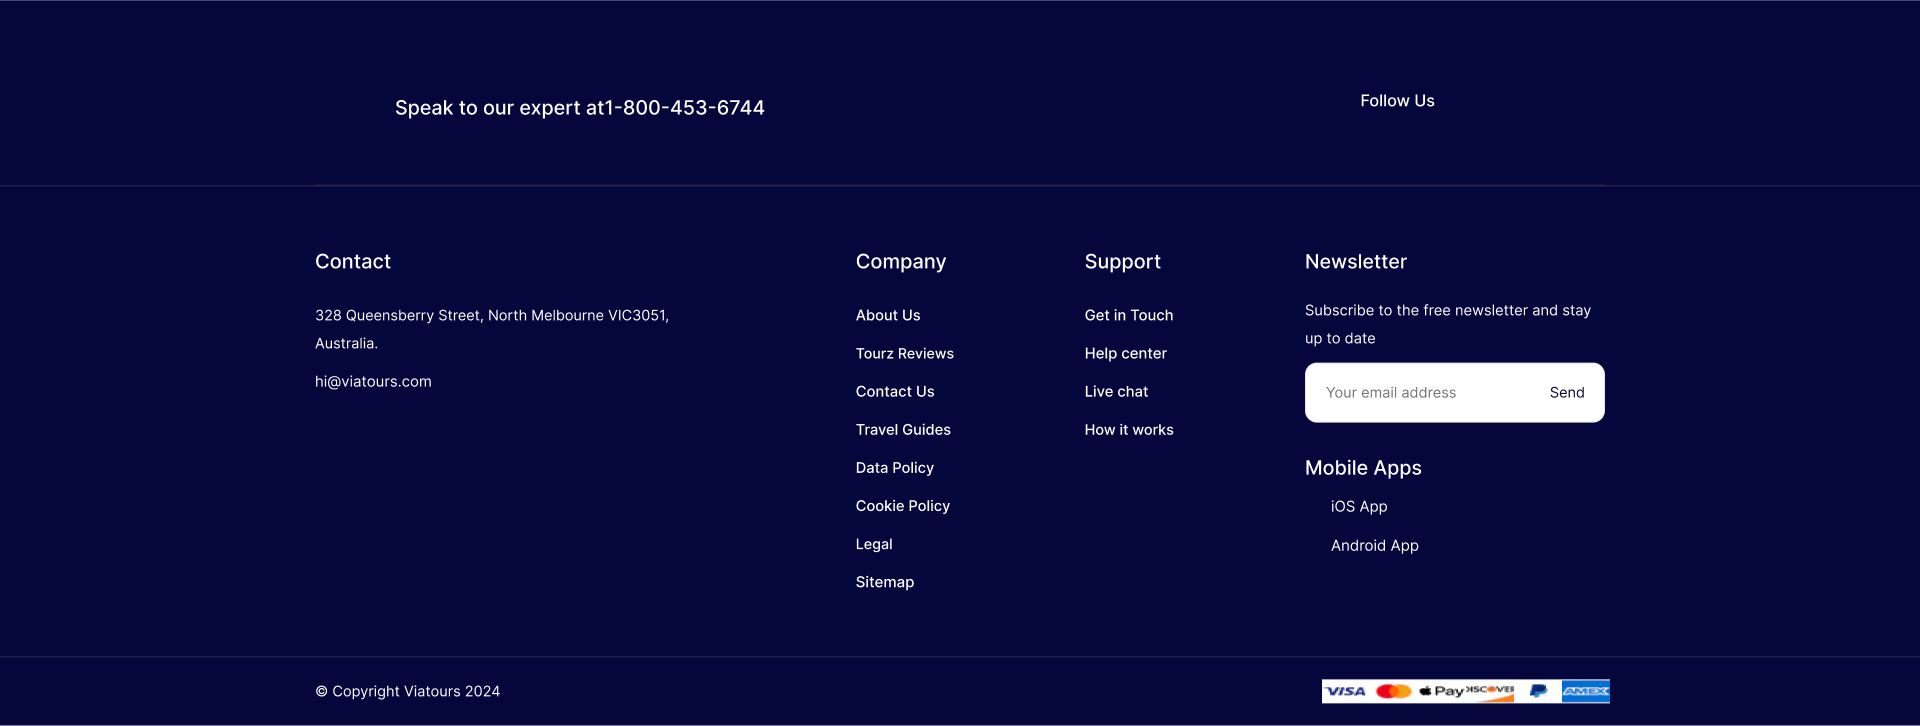 Speak to our expert at1-800-453-6744
Follow Us
Contact
328 Queensberry Street, North Melbourne VIC3051,
Australia.
hi@viatours.com
Company
About Us
Tourz Reviews
Contact Us
Travel Guides
Data Policy
Cookie Policy
Legal
Sitemap
Support
Get in Touch
Help center
Live chat
How it works
Newsletter
Subscribe to the free newsletter and stay
up to date
Your email address
Send
Mobile Apps
iOS App
Android App
© Copyright Viatours 2024
VISA Pay DISCOVER AMEX